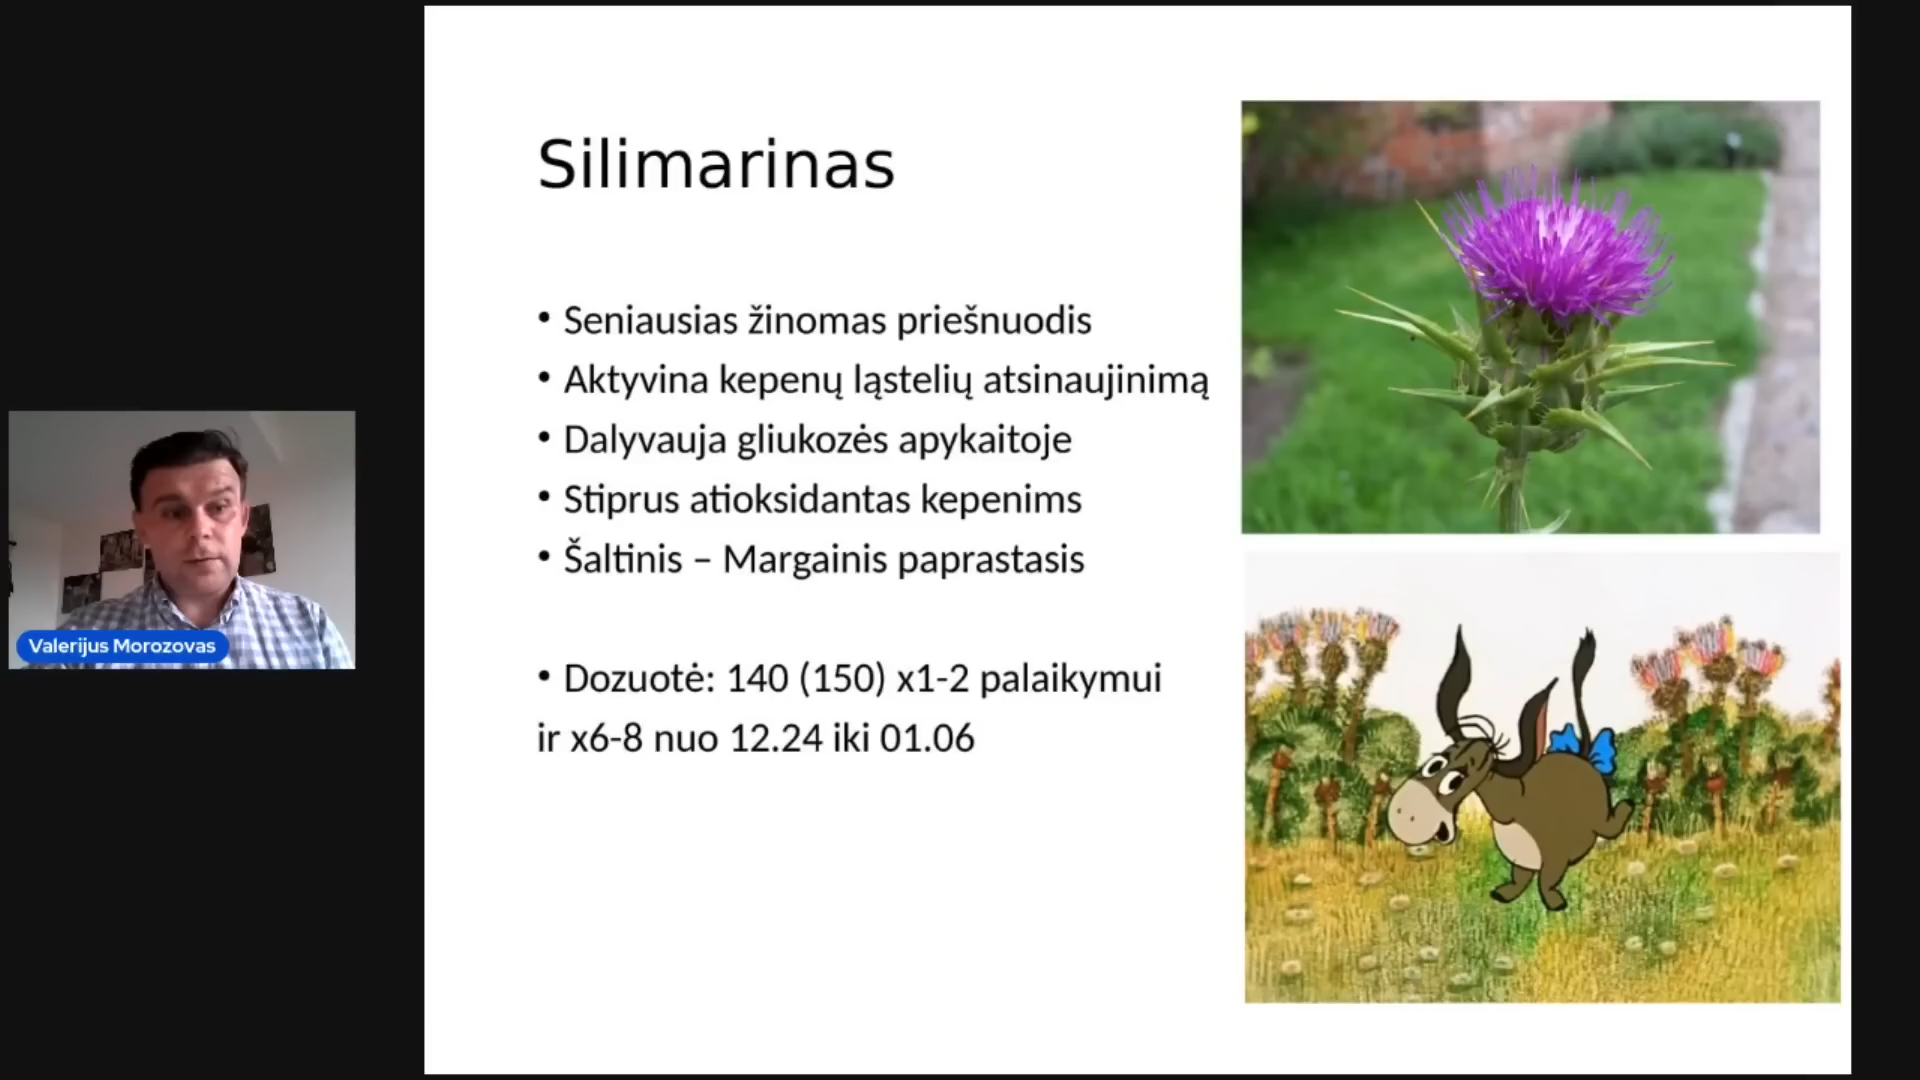 Silimarinas
• Seniausias žinomas priešnuodis
• Aktyvina kepenų ląstelių atsinaujinimą
• Dalyvauja gliukozės apykaitoje
• Stiprus atioksidantas kepenims
• Šaltinis – Margainis paprastasis
• Dozuotė: 140 (150) x1-2 palaikymui
ir x6-8 nuo 12.24 iki 01.06
Valerijus Morozovas